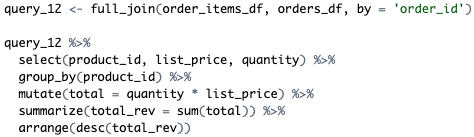 query_12 <- full_join(order_items_df, orders_df, by = 'order_id')

query_12 %>%
  select(product_id, list_price, quantity) %>%
  group_by(product_id) %>%
  mutate(total = quantity * list_price) %>%
  summarize(total_rev = sum(total)) %>%
  arrange(desc(total_rev))